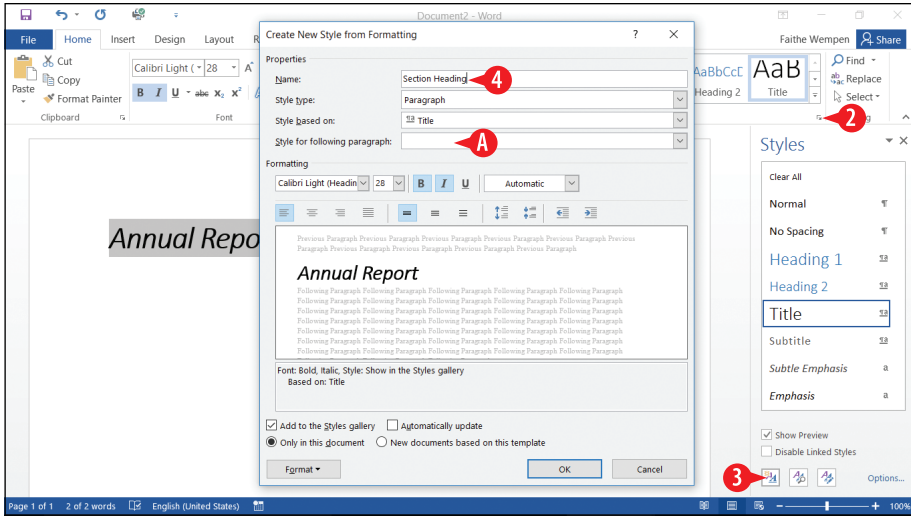 Document2 - Word
File Home Insert Design Layout R
Faithe Wempen Share
Cut
Copy
Format Painter
Paste
Clipboard
Calibri Light ( 28 A
B I U abc X₂ X²
Font
AaBbCcE AaB
Heading 2 Title
Find
Replace
Select
2
g
Create New Style from Formatting ? ×
Properties
Name: Section Heading 4
Style type: Paragraph
Style based on: ¶a Title
Style for following paragraph: A
Formatting
Calibri Light (Headin 28 B I U Automatic
Previous Paragraph Previous Paragraph Previous Paragraph Previous Paragraph Previous Paragraph Previous
Paragraph Previous Paragraph Previous Paragraph Previous Paragraph Previous Paragraph
Annual Report
Following Paragraph Following Paragraph Following Paragraph Following Paragraph Following Paragraph
Following Paragraph Following Paragraph Following Paragraph Following Paragraph Following Paragraph
Following Paragraph Following Paragraph Following Paragraph Following Paragraph Following Paragraph
Following Paragraph Following Paragraph Following Paragraph Following Paragraph Following Paragraph
Following Paragraph Following Paragraph Following Paragraph Following Paragraph Following Paragraph
Following Paragraph Following Paragraph Following Paragraph Following Paragraph Following Paragraph
Following Paragraph Following Paragraph Following Paragraph Following Paragraph Following Paragraph
Font: Bold, Italic, Style: Show in the Styles gallery
Based on: Title
Add to the Styles gallery Automatically update
Only in this document New documents based on this template
Format OK Cancel
Annual Repo
Styles
Clear All
Normal ¶
No Spacing ¶
Heading 1 ¶a
Heading 2 ¶a
Title ¶a
Subtitle ¶a
Subtle Emphasis a
Emphasis a
Show Preview
Disable Linked Styles
3
Options...
Page 1 of 1 2 of 2 words English (United States) 100%